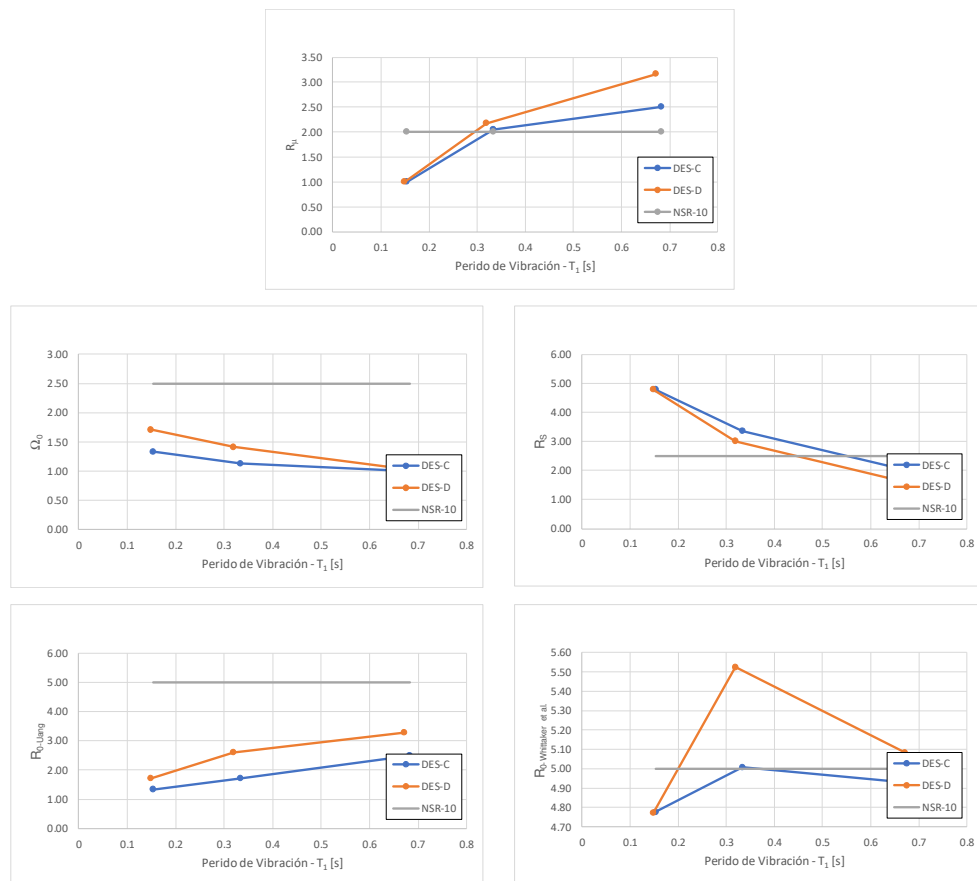 3.50
3.00
2.50
2.00
1.50
1.00
0.50
0.00
Rμ
0 0.1 0.2 0.3 0.4 0.5 0.6 0.7 0.8
Perido de Vibración - T1 [s]
DES-C
DES-D
NSR-10
3.00
2.50
2.00
1.50
1.00
0.50
0.00
Ω0
0 0.1 0.2 0.3 0.4 0.5 0.6 0.7 0.8
Perido de Vibración - T1 [s]
DES-C
DES-D
NSR-10
6.00
5.00
4.00
3.00
2.00
1.00
0.00
RS
0 0.1 0.2 0.3 0.4 0.5 0.6 0.7 0.8
Perido de Vibración - T1 [s]
DES-C
DES-D
NSR-10
6.00
5.00
4.00
3.00
2.00
1.00
0.00
R0-Uang
0 0.1 0.2 0.3 0.4 0.5 0.6 0.7 0.8
Perido de Vibración - T1 [s]
DES-C
DES-D
NSR-10
5.60
5.50
5.40
5.30
5.20
5.10
5.00
4.90
4.80
4.70
R0-Whittaker et al.
0 0.1 0.2 0.3 0.4 0.5 0.6 0.7 0.8
Perido de Vibración - T1 [s]
DES-C
DES-D
NSR-10